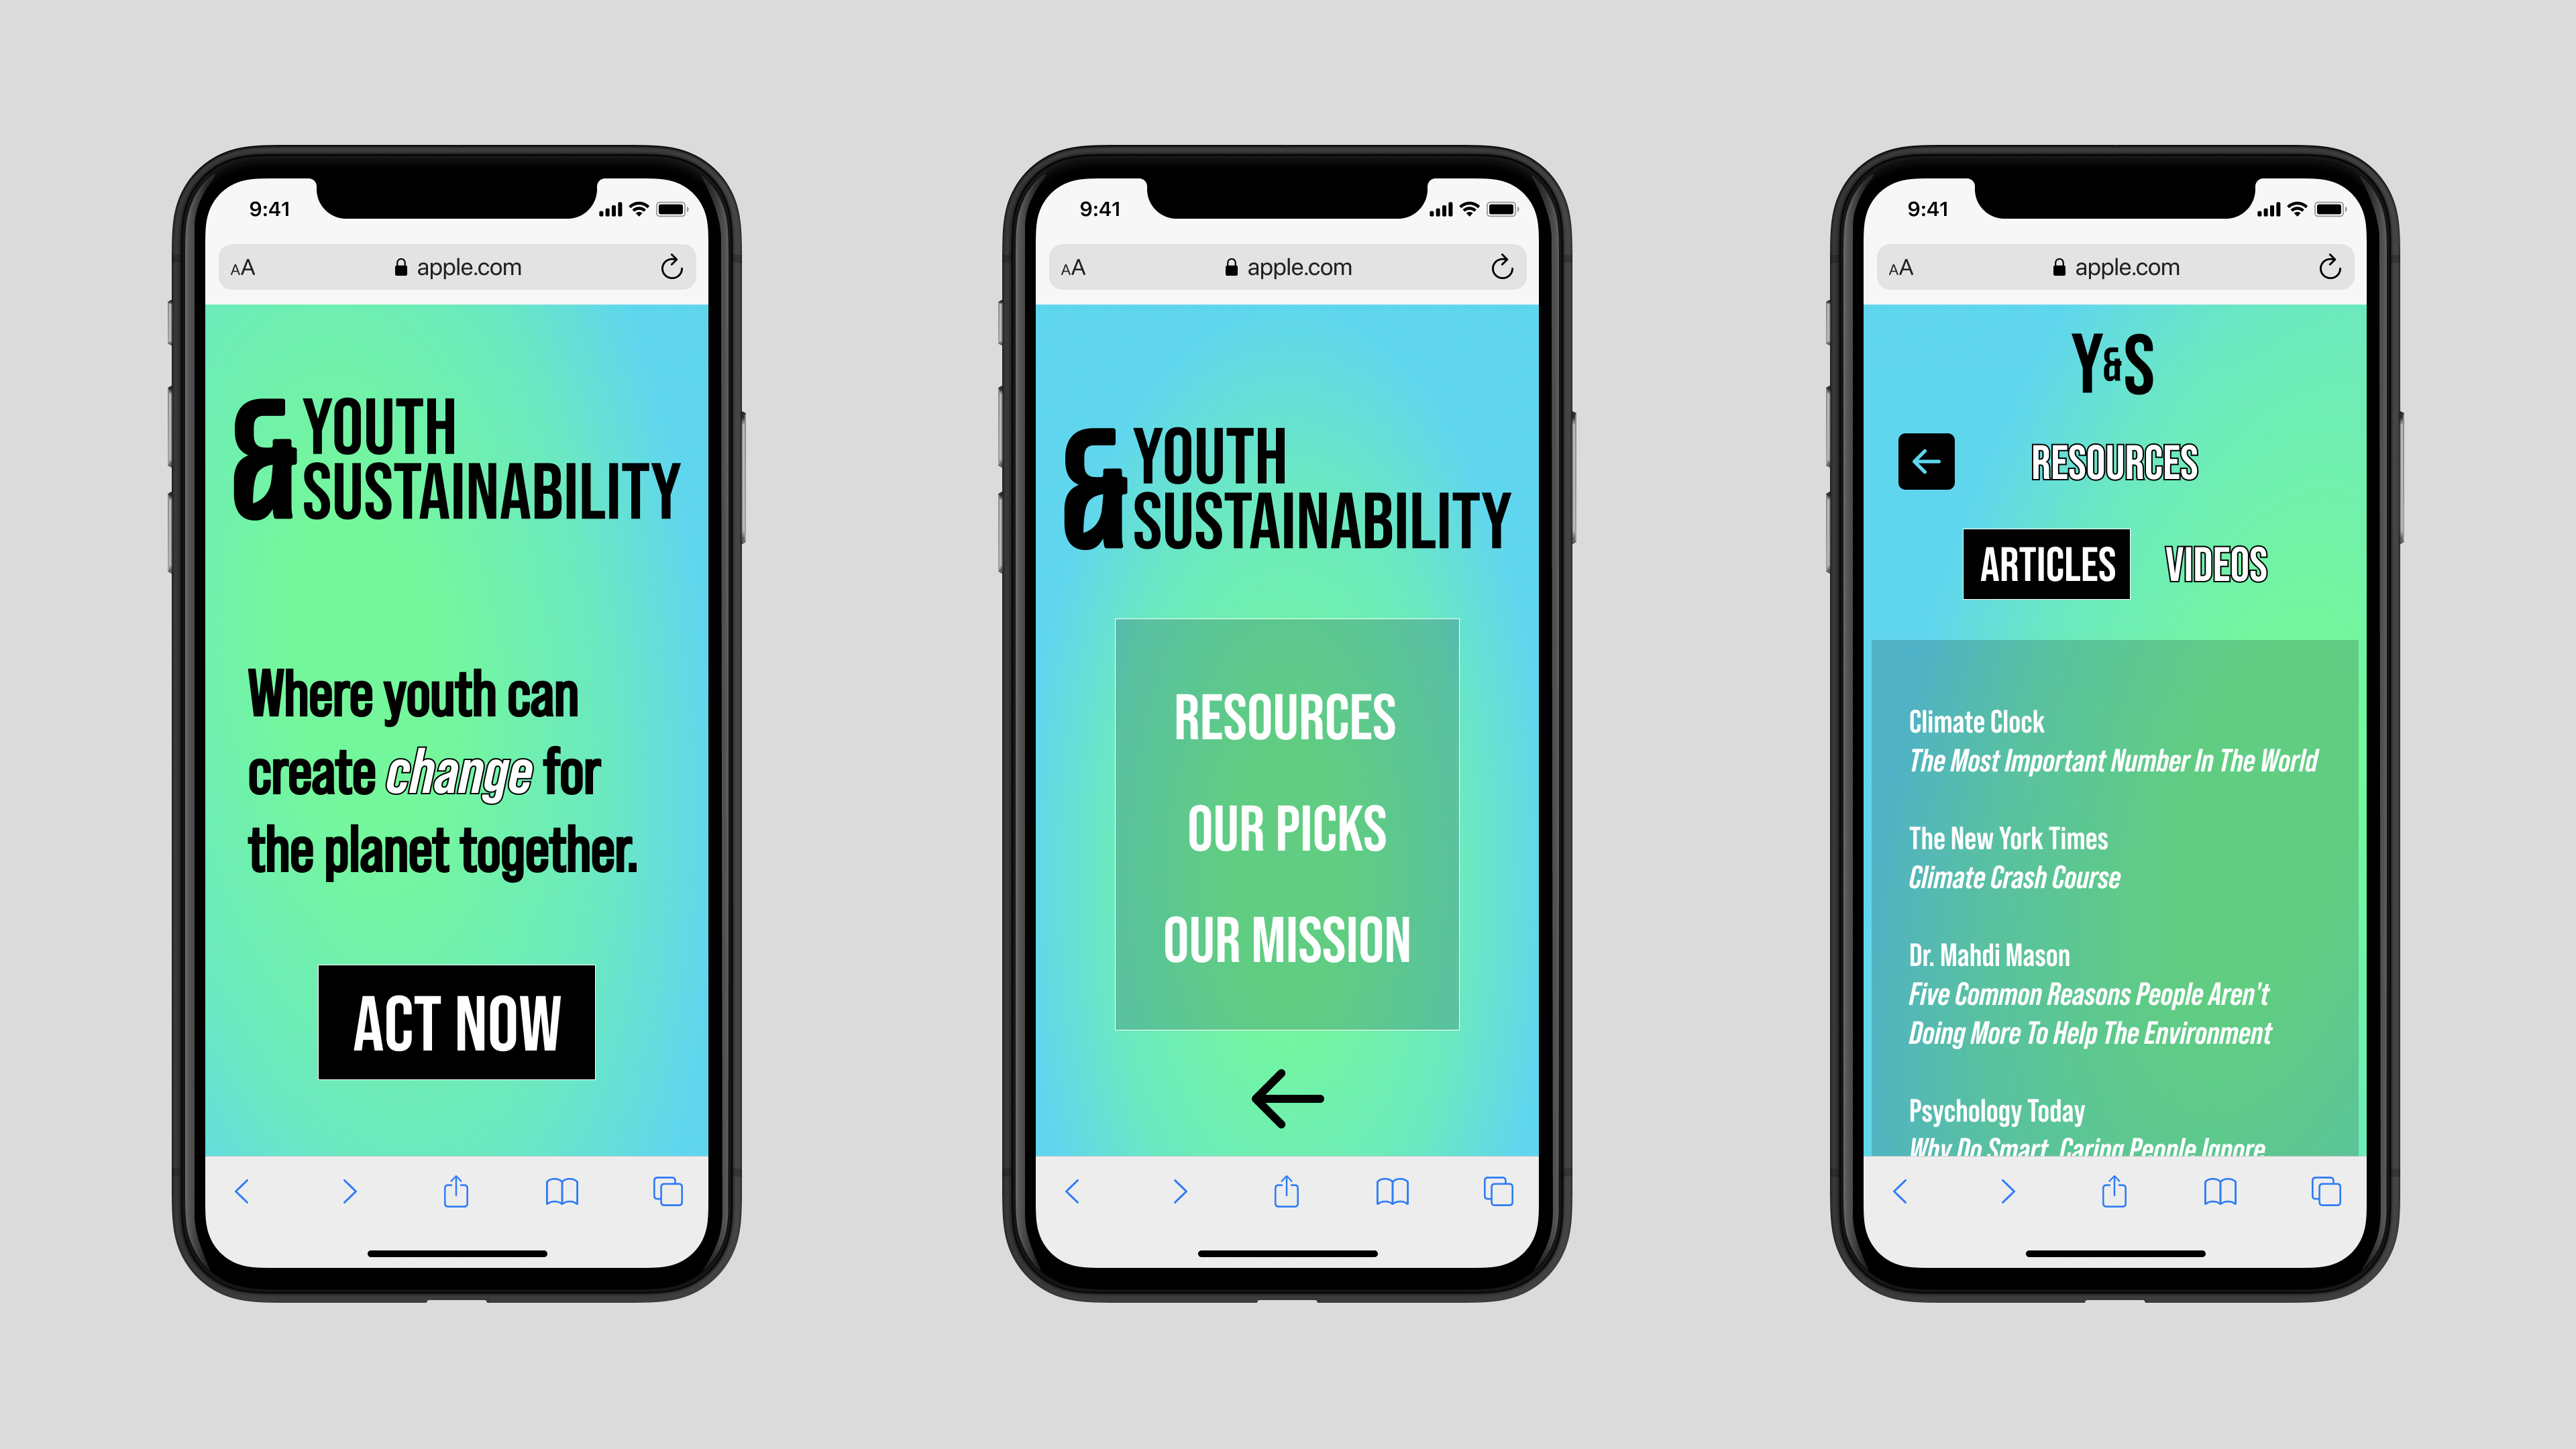 9:41
AA apple.com
& YOUTH
SUSTAINABILITY
Where youth can
create change for
the planet together.
ACT NOW
9:41
AA apple.com
& YOUTH
SUSTAINABILITY
RESOURCES
OUR PICKS
OUR MISSION
9:41
AA apple.com
Y&S
RESOURCES
ARTICLES VIDEOS
Climate Clock
The Most Important Number In The World
The New York Times
Climate Crash Course
Dr. Mahdi Mason
Five Common Reasons People Aren't
Doing More To Help The Environment
Psychology Today
Why Do Smart, Caring People Ignore